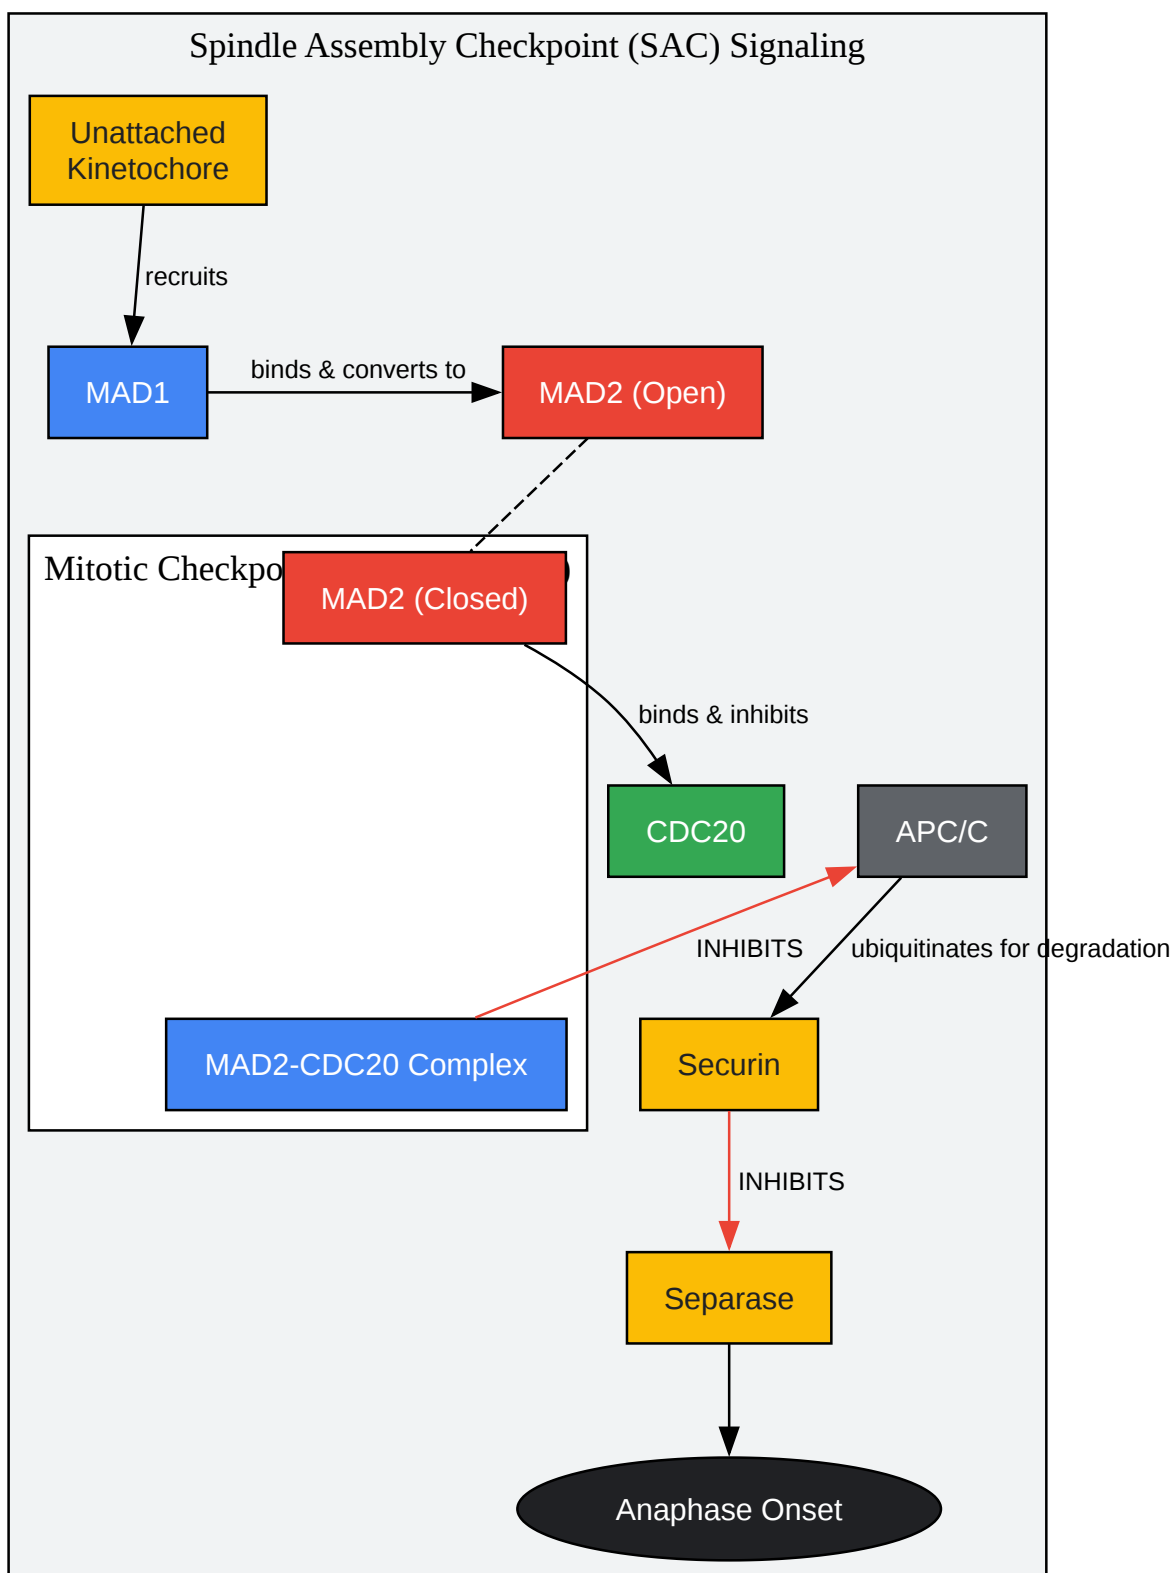 Spindle Assembly Checkpoint (SAC) Signaling
Unattached
Kinetochore
recruits
MAD1
binds & converts to
MAD2 (Open)
Mitotic
MAD2 (Closed)
binds & inhibits
CDC20
APC/C
INHIBITS
ubiquitinates for degradation
MAD2-CDC20 Complex
Securin
INHIBITS
Separase
Anaphase Onset